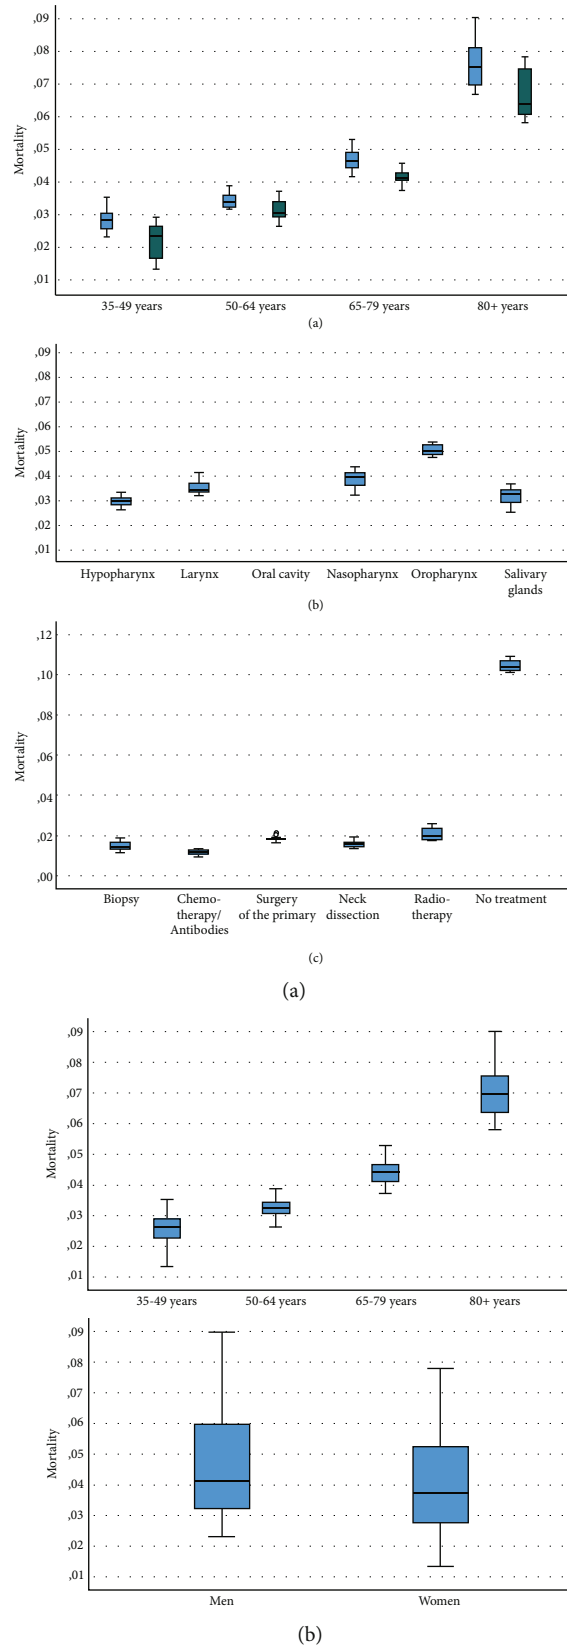 ,09
,08
,07
,06
,05
,04
,03
,02
,01
Mortality
35-49 years
50-64 years
65-79 years
80+ years
(a)
,09
,08
,07
,06
,05
,04
,03
,02
,01
Mortality
Hypopharynx
Larynx
Oral cavity
Nasopharynx
Oropharynx
Salivary
glands
(b)
,12
,10
,08
,06
,04
,02
,00
Mortality
Biopsy
Chemo-
therapy/
Antibodies
Surgery
of the primary
Neck
dissection
Radio-
therapy
No treatment
(c)
(a)
,09
,08
,07
,06
,05
,04
,03
,02
,01
Mortality
35-49 years
50-64 years
65-79 years
80+ years
,09
,08
,07
,06
,05
,04
,03
,02
,01
Mortality
Men
Women
(b)